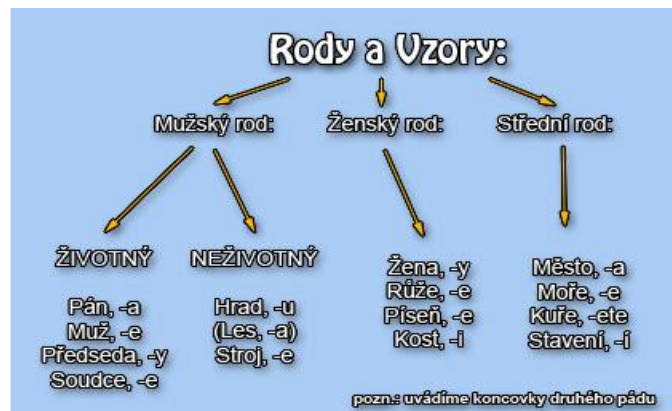 Rody a Vzory:
Mužský rod:
Ženský rod:
Střední rod:
ŽIVOTNÝ
Pán, -a
Muž, -e
Předseda, -y
Soudce, -e
NEŽIVOTNÝ
Hrad, -u
(Les, -a)
Stroj, -e
Žena, -y
Růže, -e
Píseň, -e
Kost, -i
Město, -a
Moře, -e
Kuře, -ete
Stavení, -í
pozn.: uvádíme koncovky druhého pádu